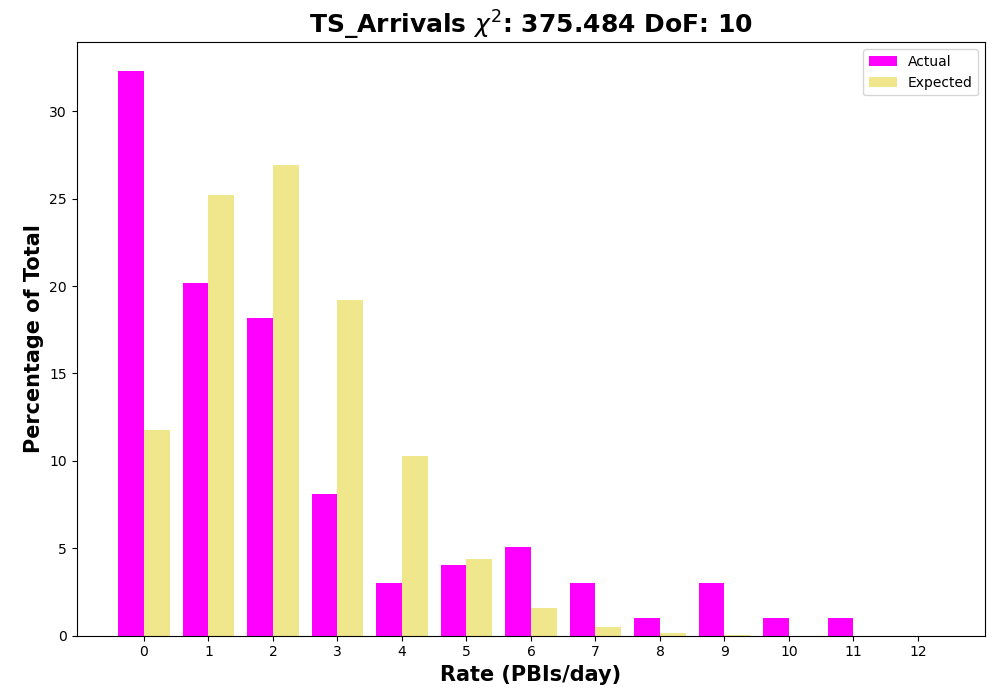 TS_Arrivals χ²: 375.484 DoF: 10
Actual
Expected
30
25
20
15
10
5
0
Percentage of Total
0 1 2 3 4 5 6 7 8 9 10 11 12
Rate (PBIs/day)